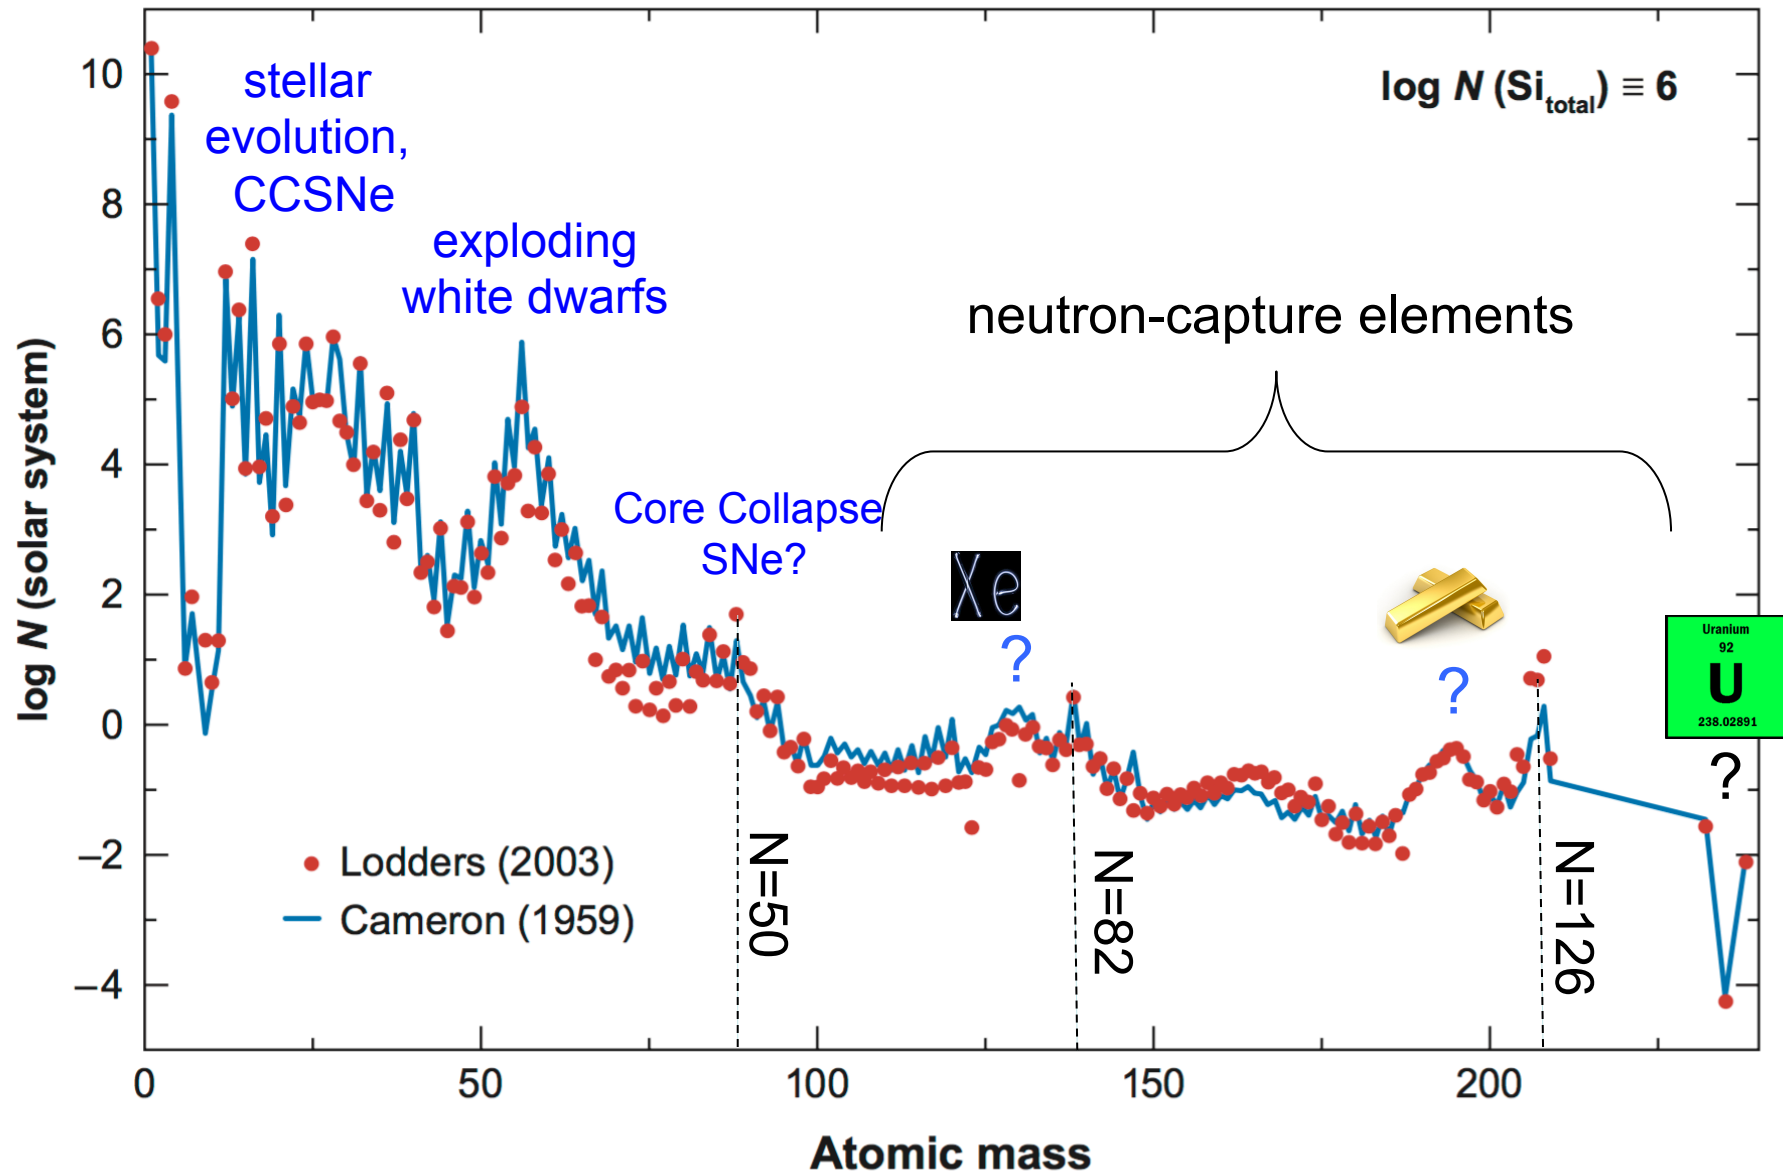 log N (Si_total) ≡ 6
stellar
evolution,
CCSNe
exploding
white dwarfs
neutron-capture elements
Core Collapse
SNe?
Xe
?
?
Uranium
92
U
238.02891
?
N=50
N=82
N=126
Lodders (2003)
Cameron (1959)
log N (solar system)
10
8
6
4
2
0
−2
−4
0
50
100
150
200
Atomic mass